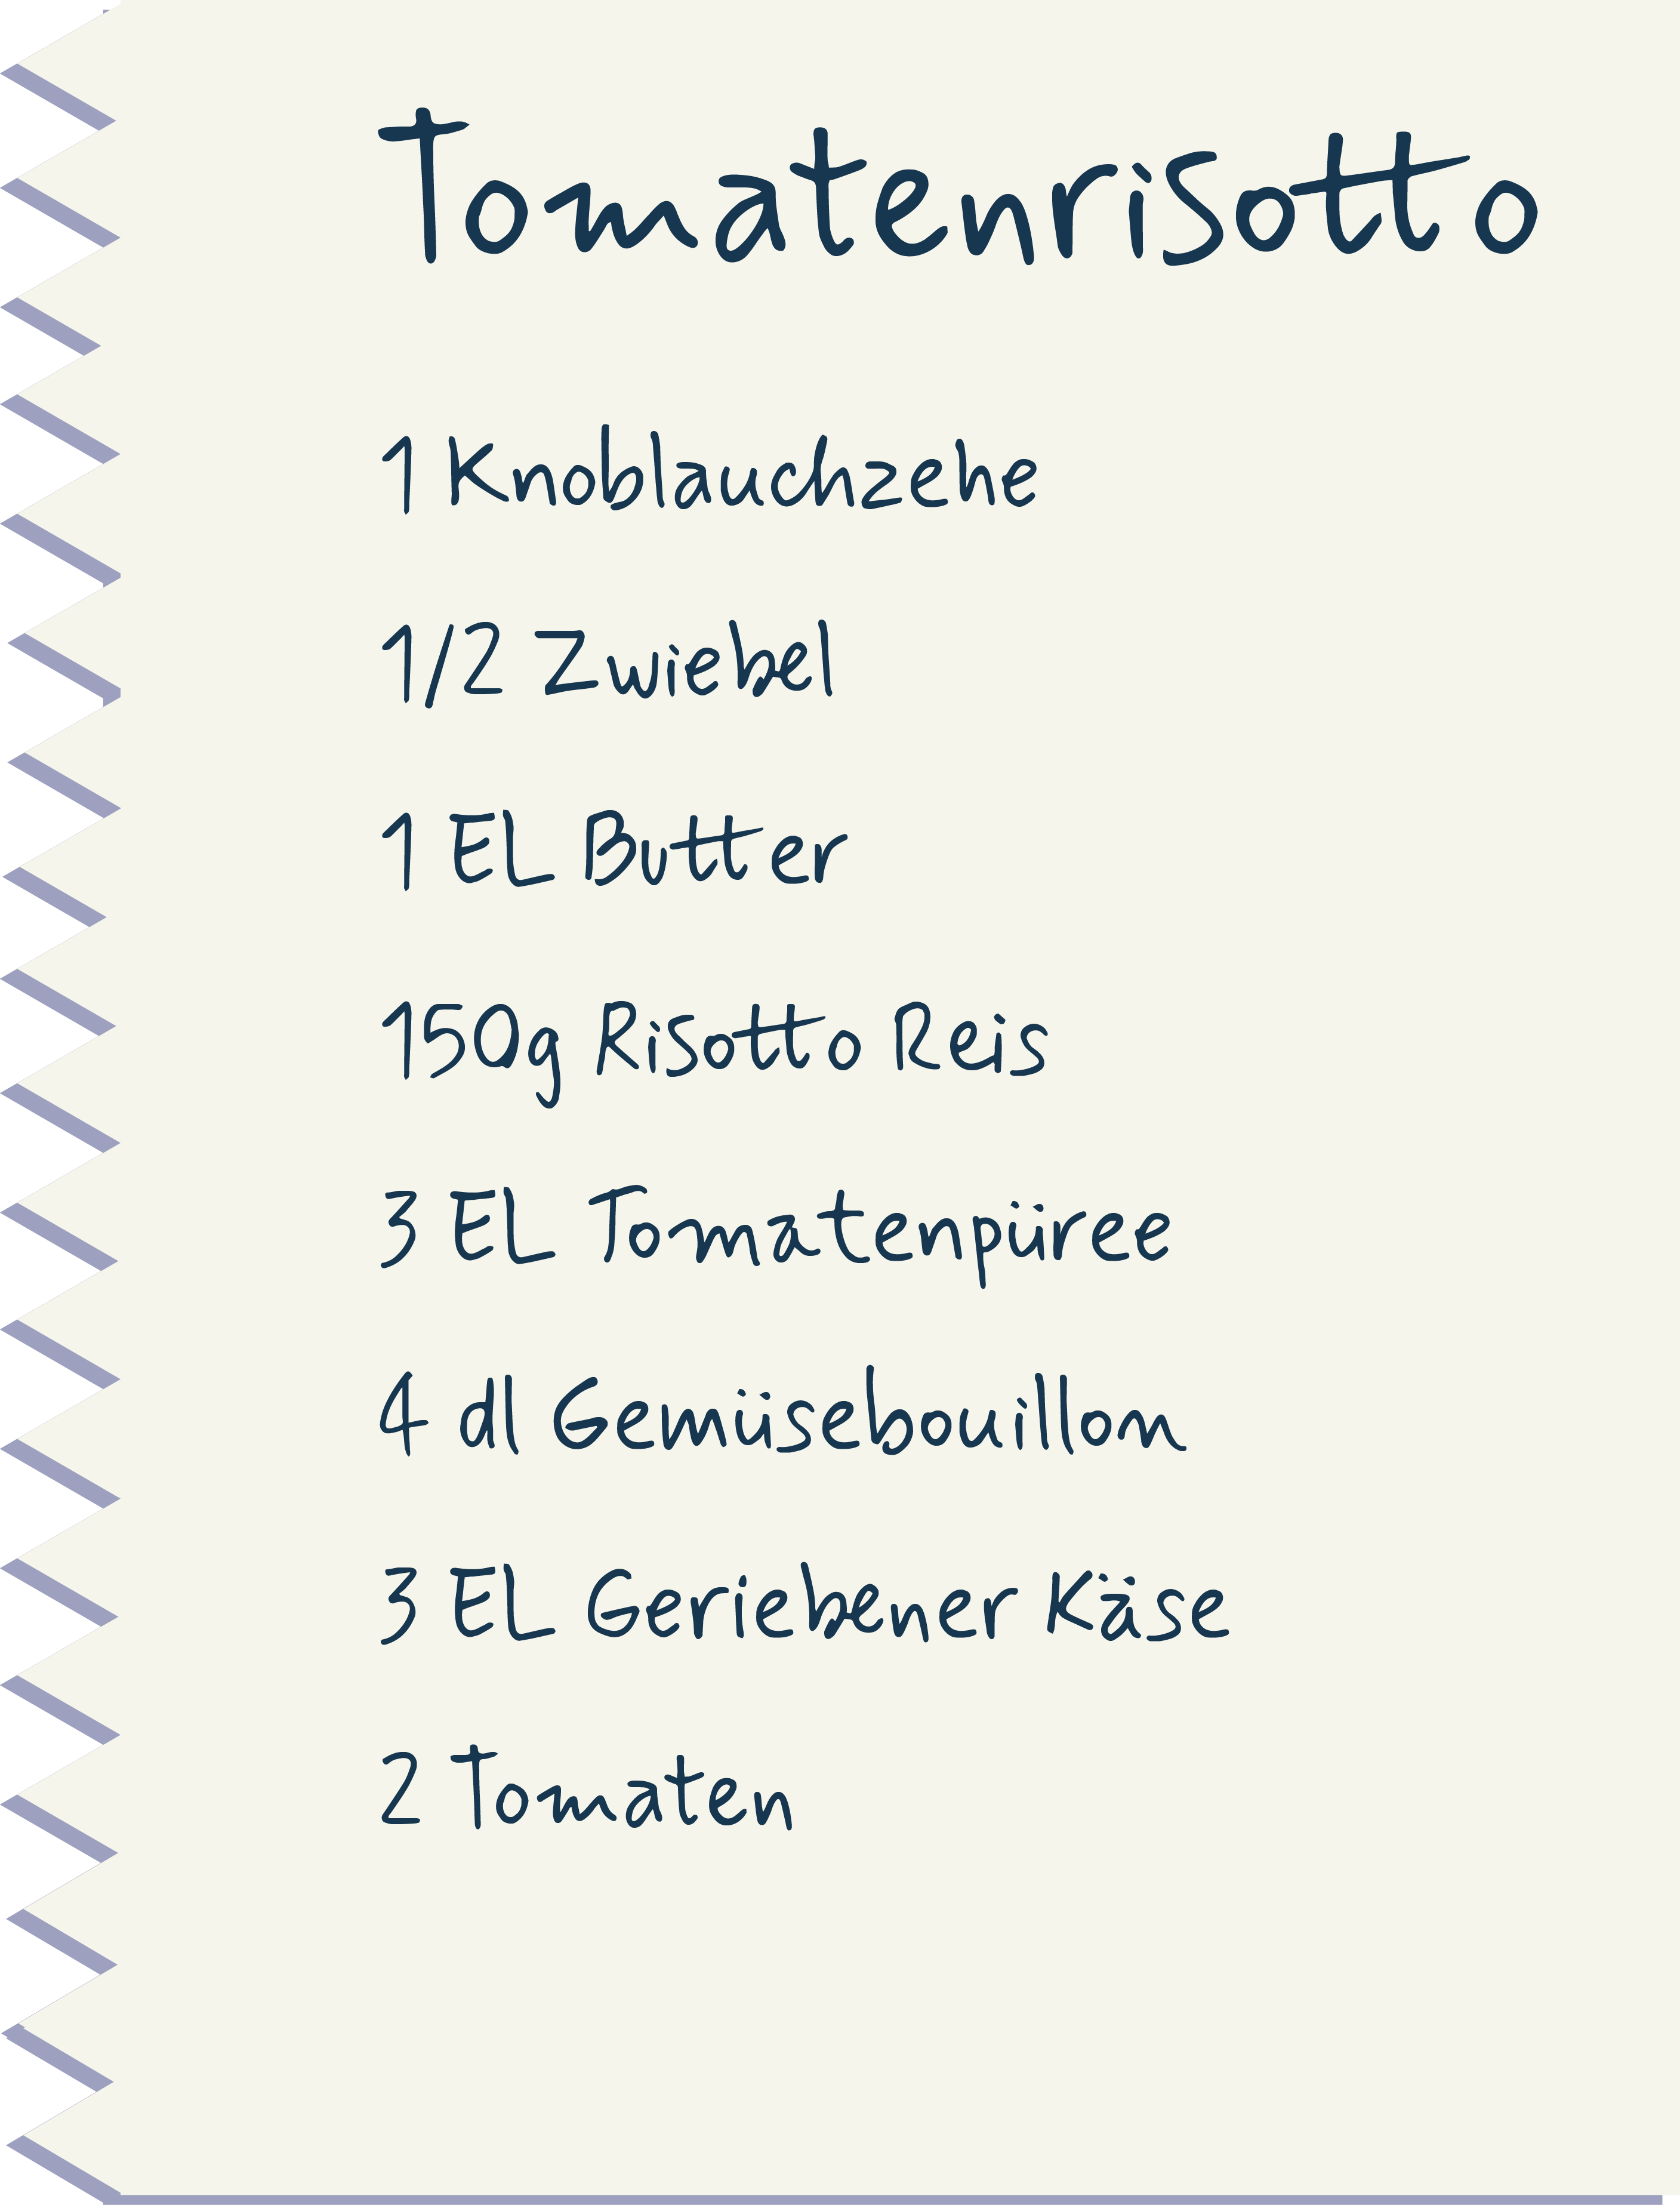 Tomatenrisotto
1 Knoblauchzehe
1/2 Zwiebel
1 EL Butter
150g Risotto Reis
3 EL Tomatenpüree
4 dl Gemüsebouillon
3 EL Geriebener Käse
2 Tomaten